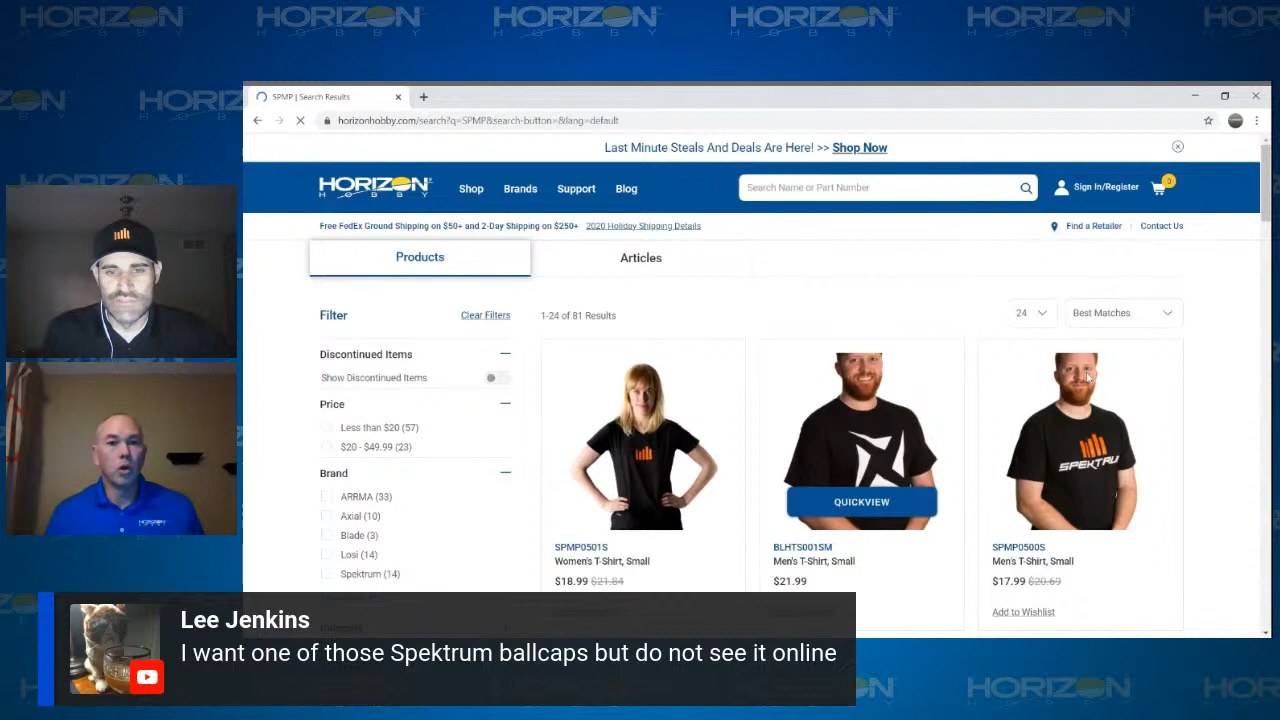 HORIZON HOBBY
SPMP | Search Results
horizonhobby.com/search?q=SPMP&search-button=&lang=default
Last Minute Steals And Deals Are Here! >> Shop Now
HORIZON
HOBBY
Shop Brands Support Blog
Search Name or Part Number
Sign In/Register
0
Free FedEx Ground Shipping on $50+ and 2-Day Shipping on $250+ 2020 Holiday Shipping Details
Find a Retailer Contact Us
Products Articles
Filter Clear Filters
1-24 of 81 Results
24
Best Matches
Discontinued Items
Show Discontinued Items
Price
Less than $20 (57)
$20 - $49.99 (23)
Brand
ARRMA (33)
Axial (10)
Blade (3)
Losi (14)
Spektrum (14)
QUICKVIEW
SPEKTRUM
SPMP0501S
Women's T-Shirt, Small
$18.99 $21.84
BLHTS001SM
Men's T-Shirt, Small
$21.99
SPMP0500S
Men's T-Shirt, Small
$17.99 $20.69
Add to Wishlist
HORIZON
Lee Jenkins
I want one of those Spektrum ballcaps but do not see it online